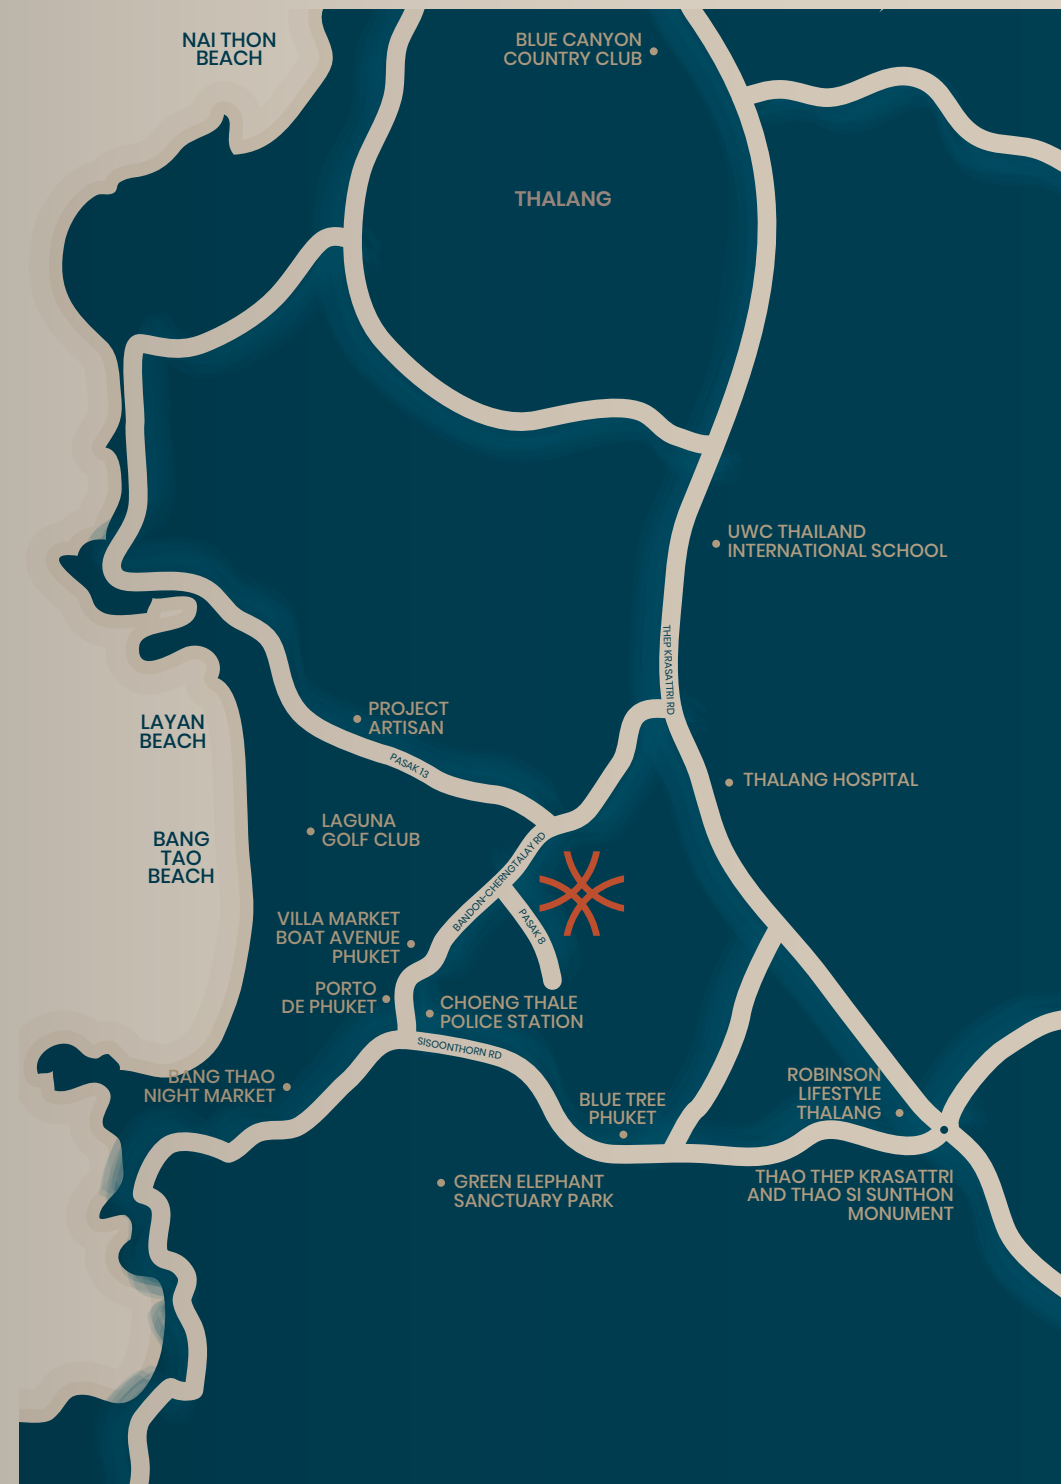 NAI THON
BEACH
BLUE CANYON
COUNTRY CLUB
THALANG
UWC THAILAND
INTERNATIONAL SCHOOL
THEP KRASATTRI RD
PROJECT
ARTISAN
LAYAN
BEACH
PASAK 13
THALANG HOSPITAL
LAGUNA
GOLF CLUB
BANG
TAO
BEACH
BANDON-CHERNGTALAY RD
PASAK 8
VILLA MARKET
BOAT AVENUE
PHUKET
PORTO
DE PHUKET
CHOENG THALE
POLICE STATION
SISOONTHORN RD
BANG THAO
NIGHT MARKET
BLUE TREE
PHUKET
ROBINSON
LIFESTYLE
THALANG
GREEN ELEPHANT
SANCTUARY PARK
THAO THEP KRASATTRI
AND THAO SI SUNTHON
MONUMENT